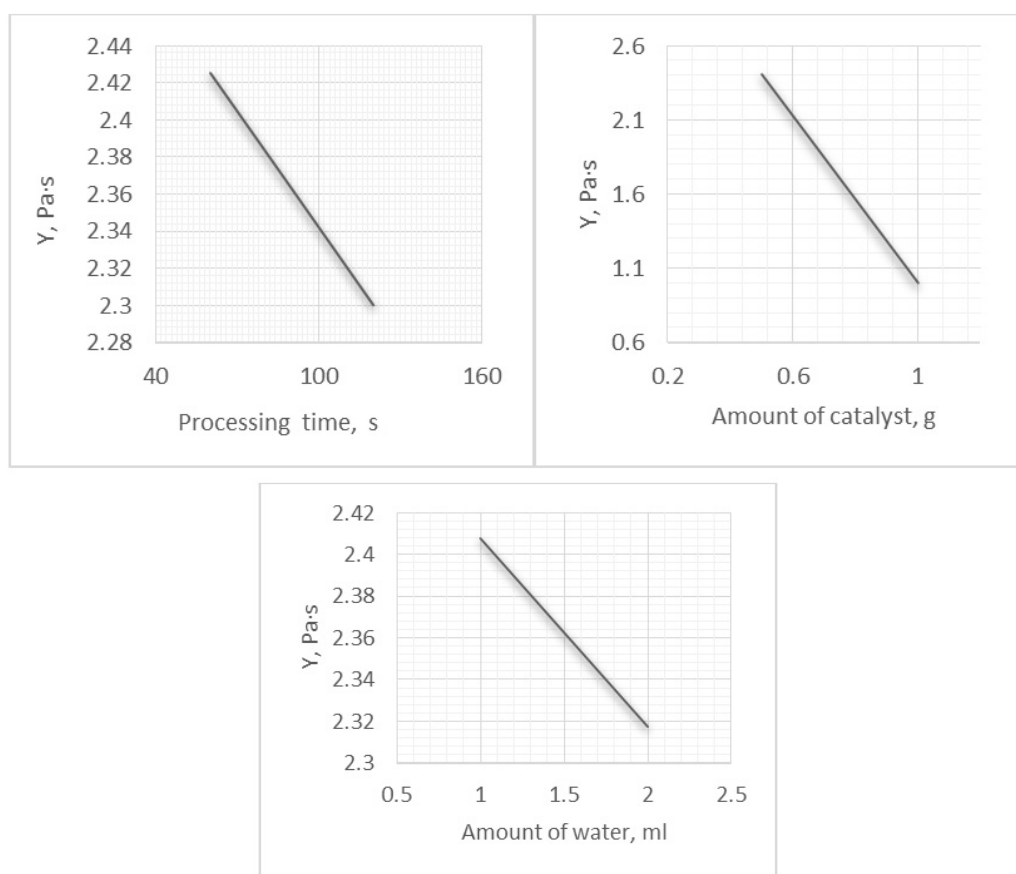 2.44
2.42
2.4
2.38
2.36
2.34
2.32
2.3
2.28
Y, Pa·s
40 100 160
Processing time, s
2.6
2.1
1.6
1.1
0.6
Y, Pa·s
0.2 0.6 1
Amount of catalyst, g
2.42
2.4
2.38
2.36
2.34
2.32
2.3
Y, Pa·s
0.5 1 1.5 2 2.5
Amount of water, ml